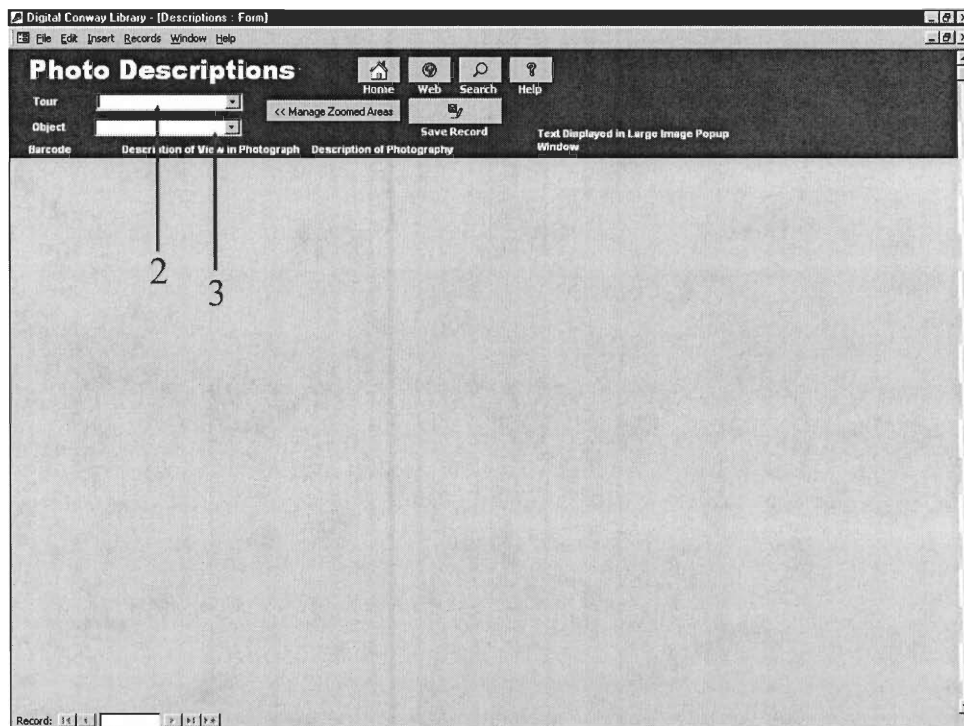 Digital Conway Library - [Descriptions : Form]
File Edit Insert Records Window Help
Photo Descriptions
Home Web Search Help
Tour
<< Manage Zoomed Areas
Object
Save Record
Text Displayed in Large Image Popup
Window
Barcode Description of View in Photograph Description of Photography
2
3
Record: